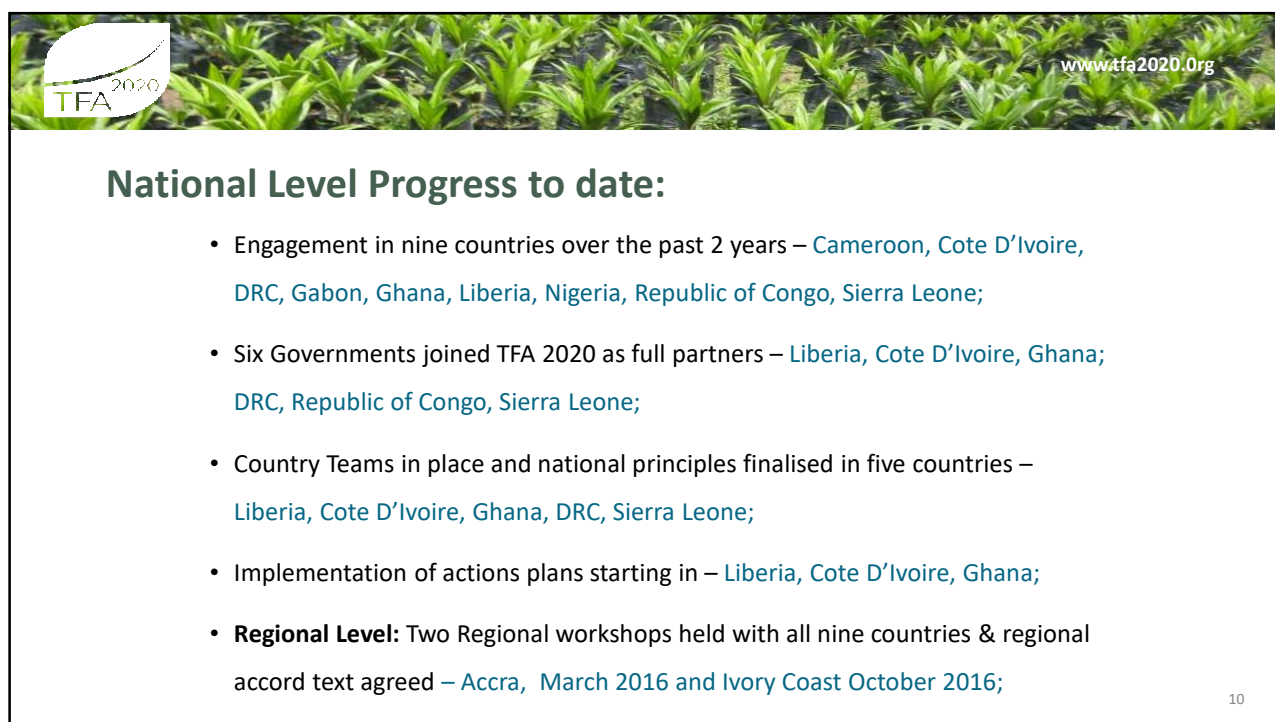 TFA 2020
www.tfa2020.0rg
National Level Progress to date:
• Engagement in nine countries over the past 2 years – Cameroon, Cote D’Ivoire,
DRC, Gabon, Ghana, Liberia, Nigeria, Republic of Congo, Sierra Leone;
• Six Governments joined TFA 2020 as full partners – Liberia, Cote D’Ivoire, Ghana;
DRC, Republic of Congo, Sierra Leone;
• Country Teams in place and national principles finalised in five countries –
Liberia, Cote D’Ivoire, Ghana, DRC, Sierra Leone;
• Implementation of actions plans starting in – Liberia, Cote D’Ivoire, Ghana;
• Regional Level: Two Regional workshops held with all nine countries & regional
accord text agreed – Accra, March 2016 and Ivory Coast October 2016;
10